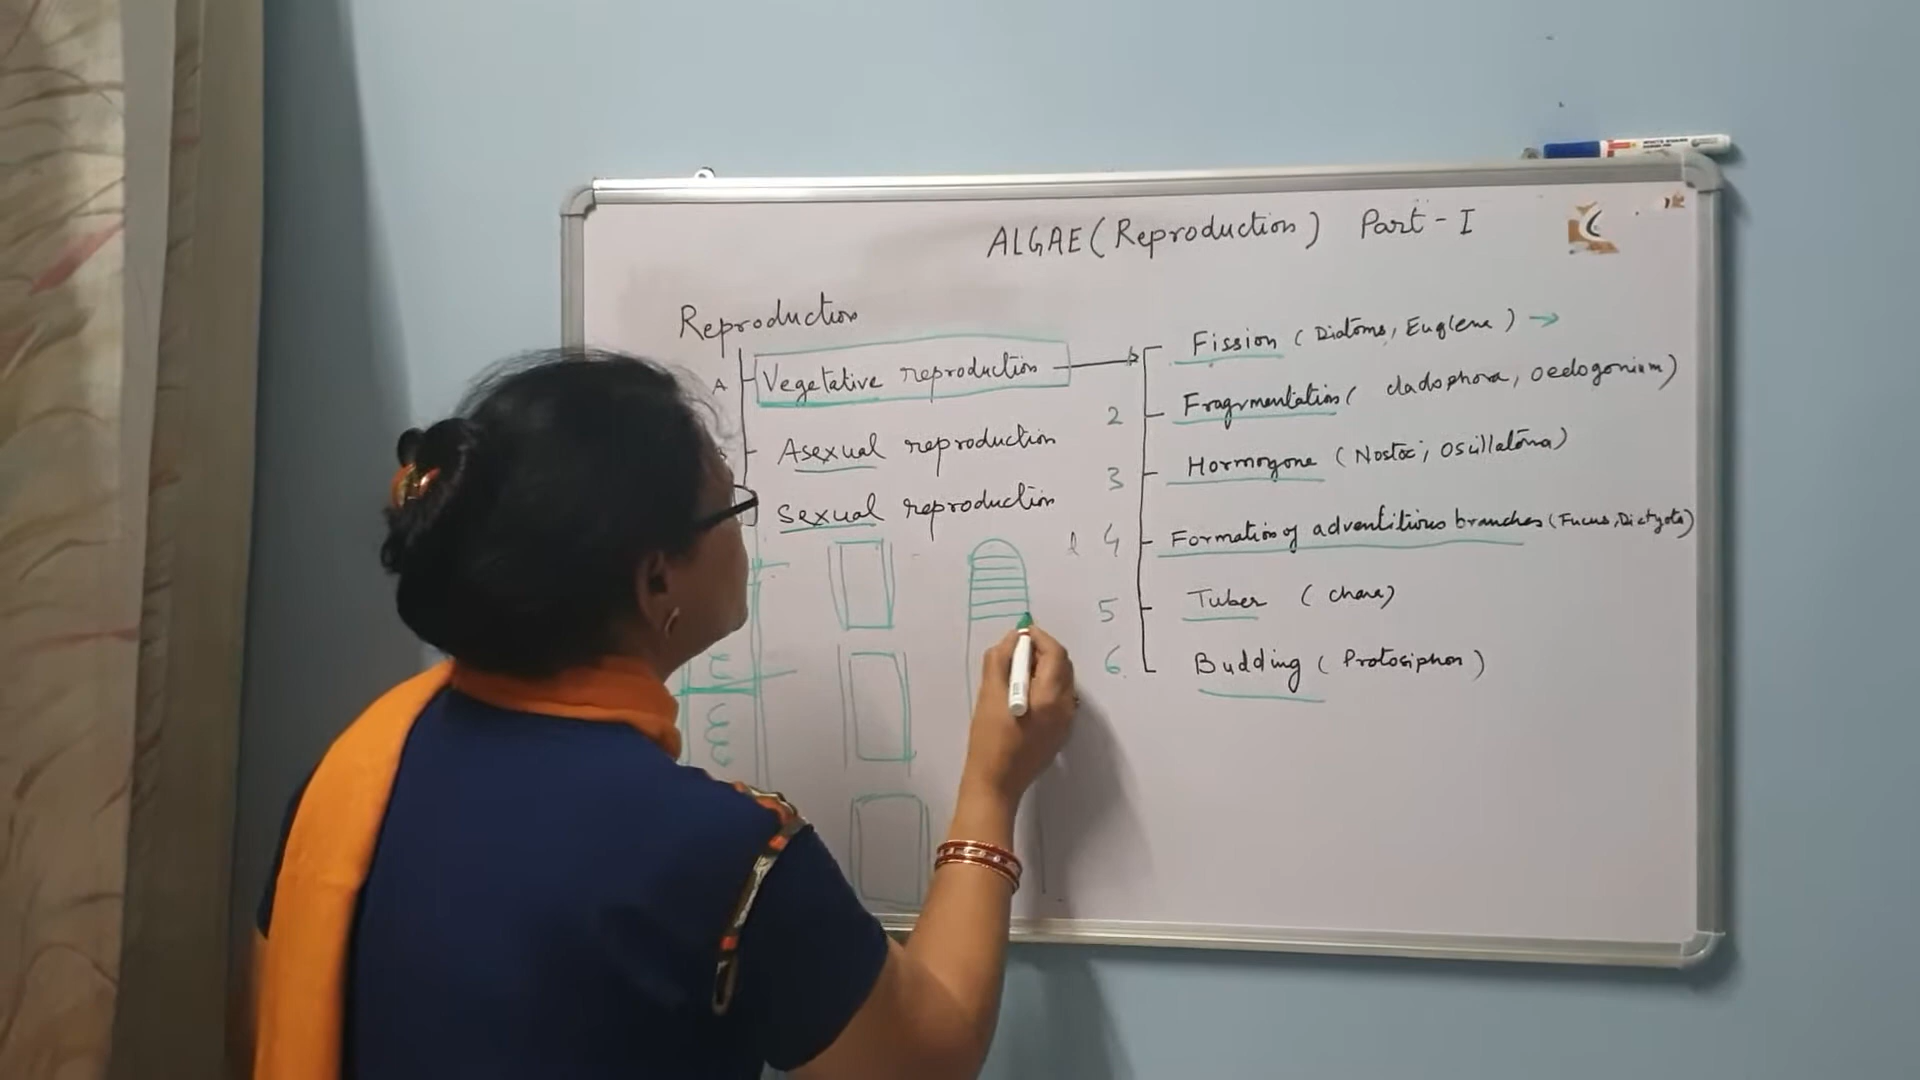 ALGAE (Reproduction) Part - I
Reproduction
A Vegetative reproduction
Asexual reproduction
Sexual reproduction
Fission (Diatoms, Euglena) →
2 Fragmentation ( cladophora, oedogonium)
3 Hormogone (Nostoc, Oscillatoria)
4 Formation of adventitious branches (Fucus, Dictyota)
5 Tuber ( chara)
6. Budding ( Protosiphon )